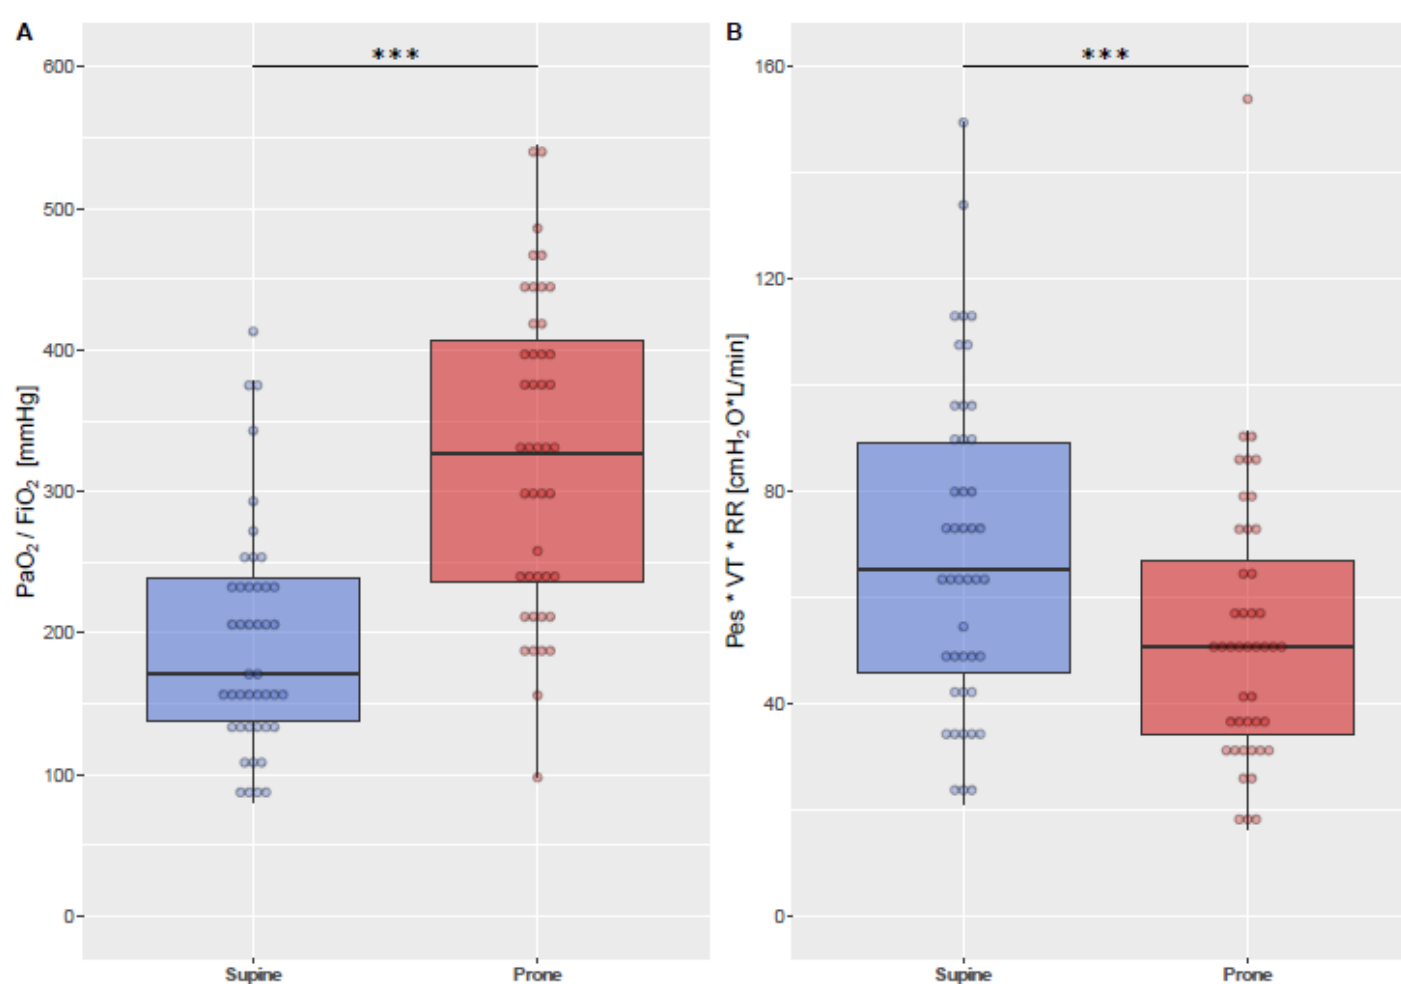 A
***
600
500
400
300
200
100
0
PaO₂ / FiO₂ [mmHg]
Supine Prone
B
***
160
120
80
40
0
Pes * VT * RR [cmH₂O*L/min]
Supine Prone